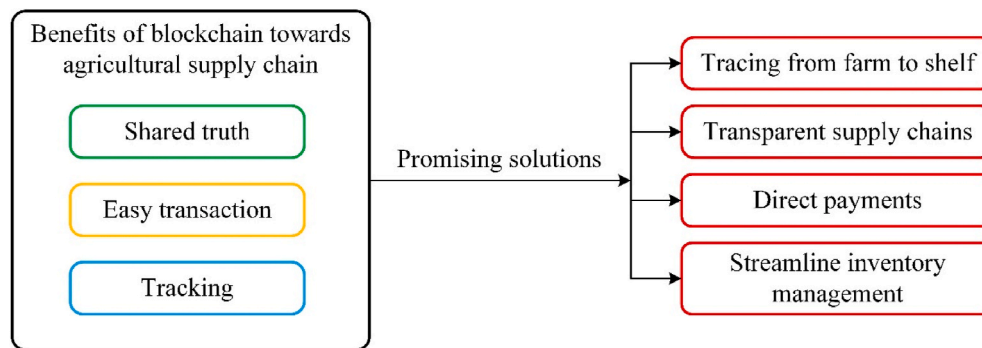 Benefits of blockchain towards
agricultural supply chain
Shared truth
Easy transaction
Tracking
Promising solutions
Tracing from farm to shelf
Transparent supply chains
Direct payments
Streamline inventory
management